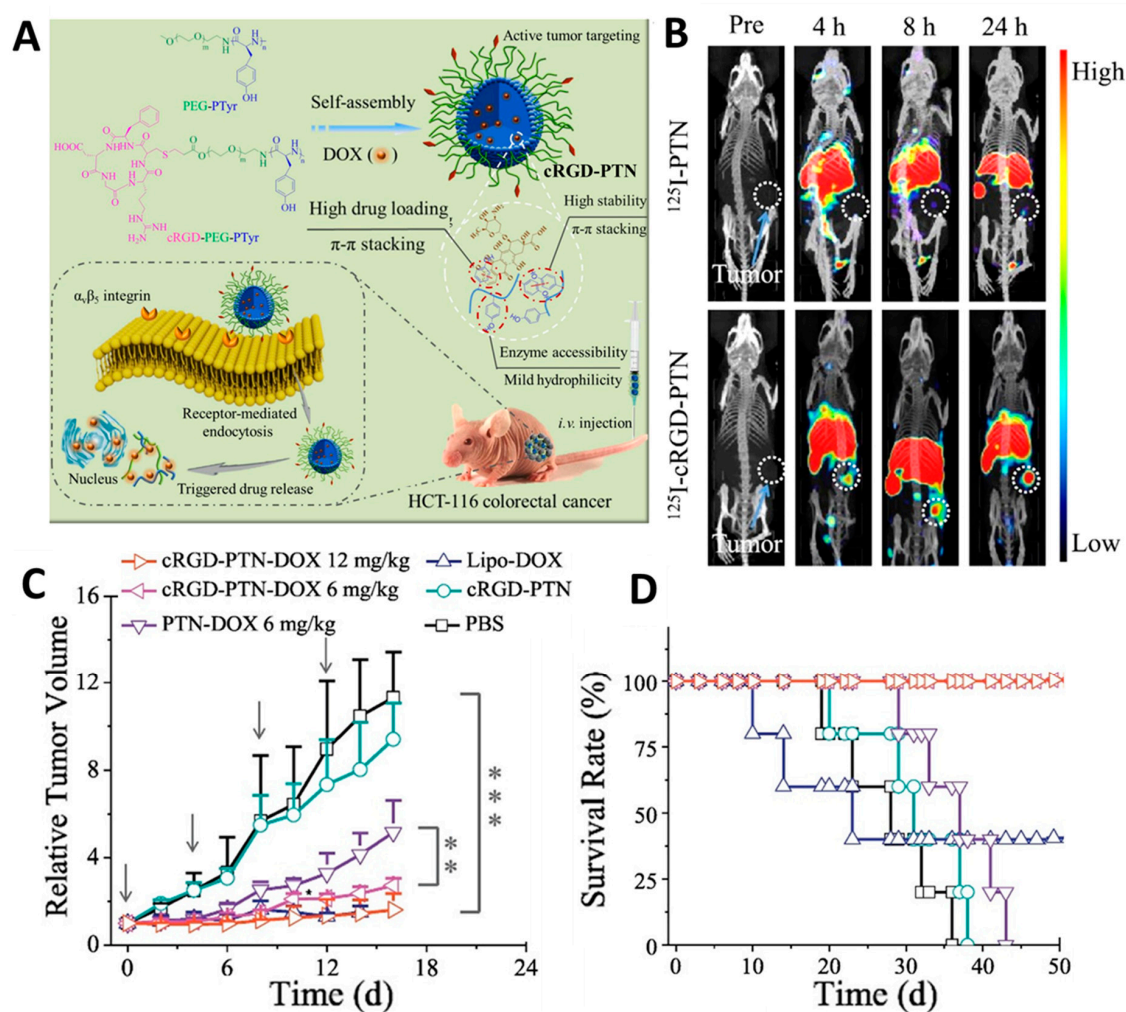 A
PEG-PTyr
cRGD-PEG-PTyr
Self-assembly
DOX ( )
Active tumor targeting
cRGD-PTN
High drug loading,
π-π stacking
High stability
π-π stacking
Enzyme accessibility
Mild hydrophilicity
i.v. injection
αvβ5 integrin
Receptor-mediated
endocytosis
Nucleus
Triggered drug release
HCT-116 colorectal cancer
B
Pre 4 h 8 h 24 h
125I-PTN
Tumor
125I-cRGD-PTN
Tumor
High
Low
C
cRGD-PTN-DOX 12 mg/kg
cRGD-PTN-DOX 6 mg/kg
PTN-DOX 6 mg/kg
Lipo-DOX
cRGD-PTN
PBS
Relative Tumor Volume
16
12
8
4
0
* * *
* *
*
0 6 12 18 24
Time (d)
D
Survival Rate (%)
100
75
50
25
0
0 10 20 30 40 50
Time (d)